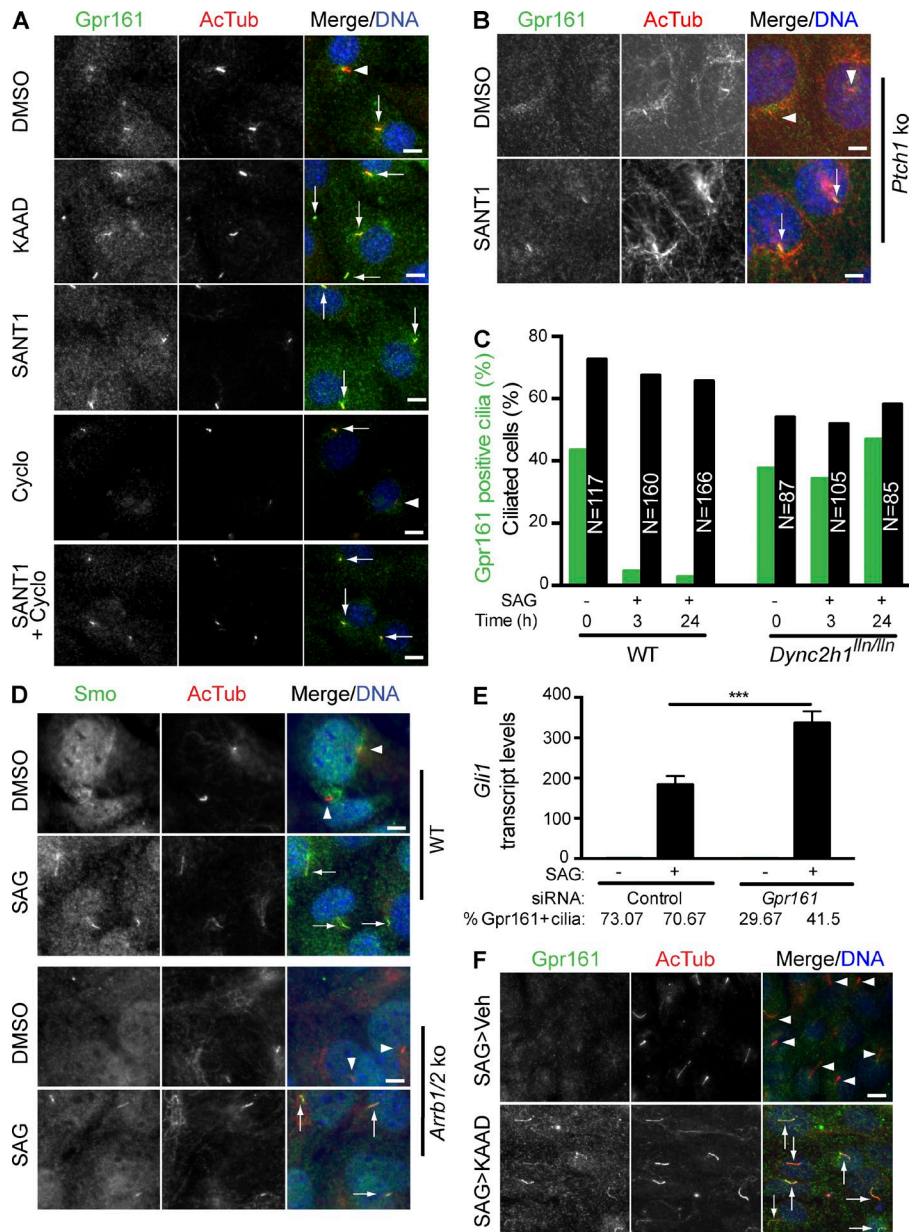 A
Gpr161 AcTub Merge/DNA
DMSO
KAAD
SANT1
Cyclo
SANT1
+ Cyclo
B
Gpr161 AcTub Merge/DNA
DMSO
SANT1
Ptch1 ko
C
Gpr161 positive cilia (%)
Ciliated cells (%)
80
60
40
20
0
N=117
N=160
N=166
N=87
N=105
N=85
SAG - + + - + +
Time (h) 0 3 24 0 3 24
WT Dync2h1lln/lln
D
Smo AcTub Merge/DNA
DMSO
SAG
WT
DMSO
SAG
Arrb1/2 ko
E
Gli1
transcript levels
400
300
200
100
0
***
SAG: - + - +
siRNA: Control Gpr161
% Gpr161+cilia: 73.07 70.67 29.67 41.5
F
Gpr161 AcTub Merge/DNA
SAG>Veh
SAG>KAAD